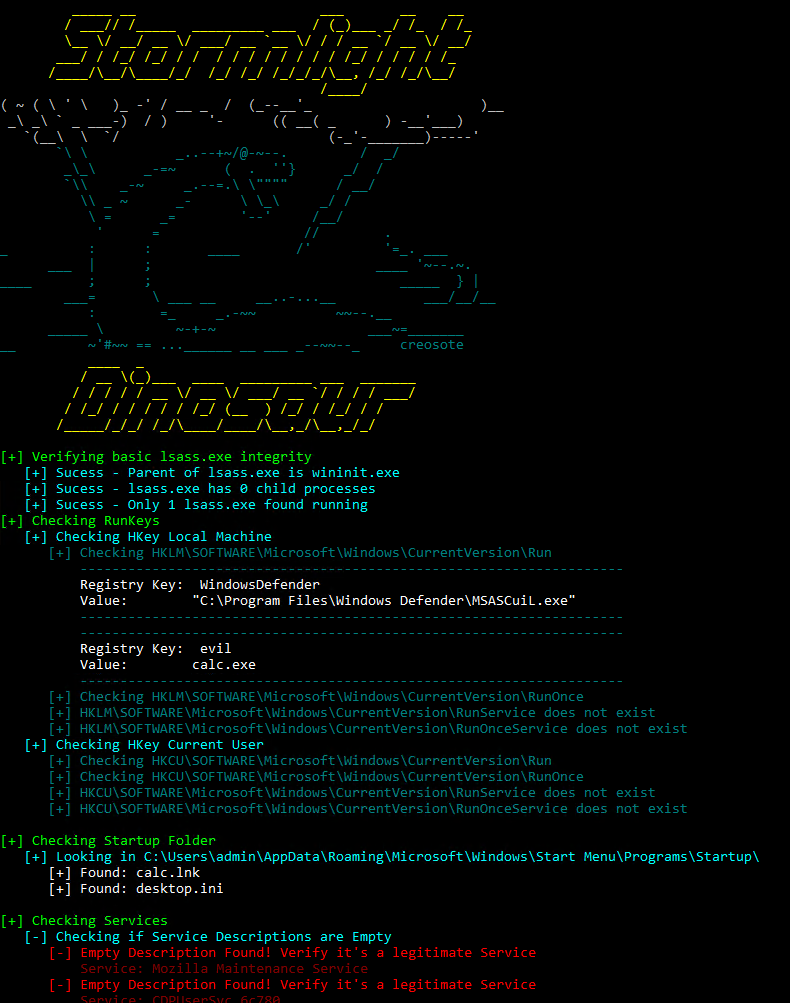 Stormlight
creosote
Dinosaur
[+] Verifying basic lsass.exe integrity
[+] Sucess - Parent of lsass.exe is wininit.exe
[+] Sucess - lsass.exe has 0 child processes
[+] Sucess - Only 1 lsass.exe found running
[+] Checking RunKeys
[+] Checking HKey Local Machine
[+] Checking HKLM\SOFTWARE\Microsoft\Windows\CurrentVersion\Run
Registry Key: WindowsDefender
Value: "C:\Program Files\Windows Defender\MSASCuiL.exe"
Registry Key: evil
Value: calc.exe
[+] Checking HKLM\SOFTWARE\Microsoft\Windows\CurrentVersion\RunOnce
[+] HKLM\SOFTWARE\Microsoft\Windows\CurrentVersion\RunService does not exist
[+] HKLM\SOFTWARE\Microsoft\Windows\CurrentVersion\RunOnceService does not exist
[+] Checking HKey Current User
[+] Checking HKCU\SOFTWARE\Microsoft\Windows\CurrentVersion\Run
[+] Checking HKCU\SOFTWARE\Microsoft\Windows\CurrentVersion\RunOnce
[+] HKCU\SOFTWARE\Microsoft\Windows\CurrentVersion\RunService does not exist
[+] HKCU\SOFTWARE\Microsoft\Windows\CurrentVersion\RunOnceService does not exist
[+] Checking Startup Folder
[+] Looking in C:\Users\admin\AppData\Roaming\Microsoft\Windows\Start Menu\Programs\Startup\
[+] Found: calc.lnk
[+] Found: desktop.ini
[+] Checking Services
[-] Checking if Service Descriptions are Empty
[-] Empty Description Found! Verify it's a legitimate Service
Service: Mozilla Maintenance Service
[-] Empty Description Found! Verify it's a legitimate Service
Service: CDPUserSvc_6c780